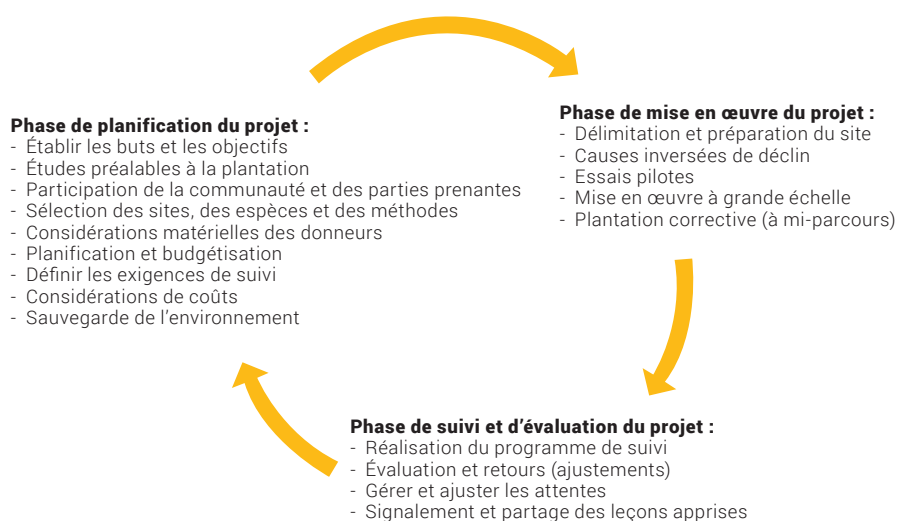 Phase de planification du projet :
- Établir les buts et les objectifs
- Études préalables à la plantation
- Participation de la communauté et des parties prenantes
- Sélection des sites, des espèces et des méthodes
- Considérations matérielles des donneurs
- Planification et budgétisation
- Définir les exigences de suivi
- Considérations de coûts
- Sauvegarde de l'environnement
Phase de mise en œuvre du projet :
- Délimitation et préparation du site
- Causes inversées de déclin
- Essais pilotes
- Mise en œuvre à grande échelle
- Plantation corrective (à mi-parcours)
Phase de suivi et d'évaluation du projet :
- Réalisation du programme de suivi
- Évaluation et retours (ajustements)
- Gérer et ajuster les attentes
- Signalement et partage des leçons apprises